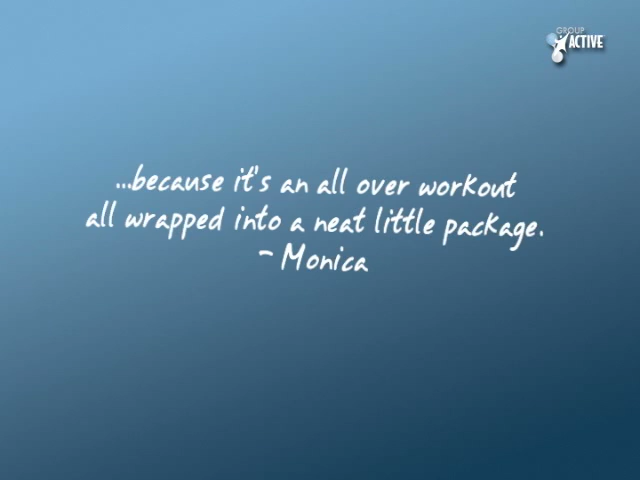 GROUP
ACTIVE
...because it's an all over workout
all wrapped into a neat little package.
- Monica